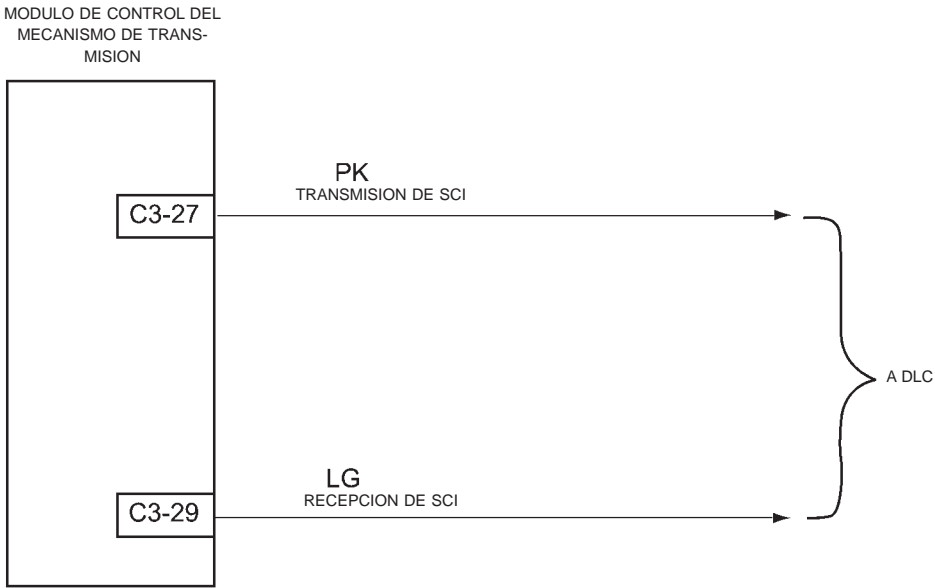 MODULO DE CONTROL DEL
MECANISMO DE TRANS-
MISION
PK
TRANSMISION DE SCI
C3-27
A DLC
LG
RECEPCION DE SCI
C3-29